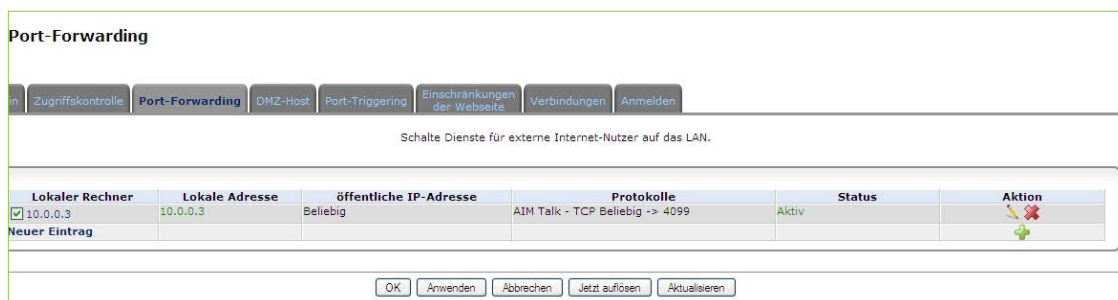 Port-Forwarding
in Zugriffskontrolle Port-Forwarding DMZ-Host Port-Triggering Einschränkungen der Webseite Verbindungen Anmelden
Schalte Dienste für externe Internet-Nutzer auf das LAN.
Lokaler Rechner Lokale Adresse öffentliche IP-Adresse Protokolle Status Aktion
10.0.0.3 10.0.0.3 Beliebig AIM Talk - TCP Beliebig -> 4099 Aktiv
Neuer Eintrag
OK Anwenden Abbrechen Jetzt auflösen Aktualisieren